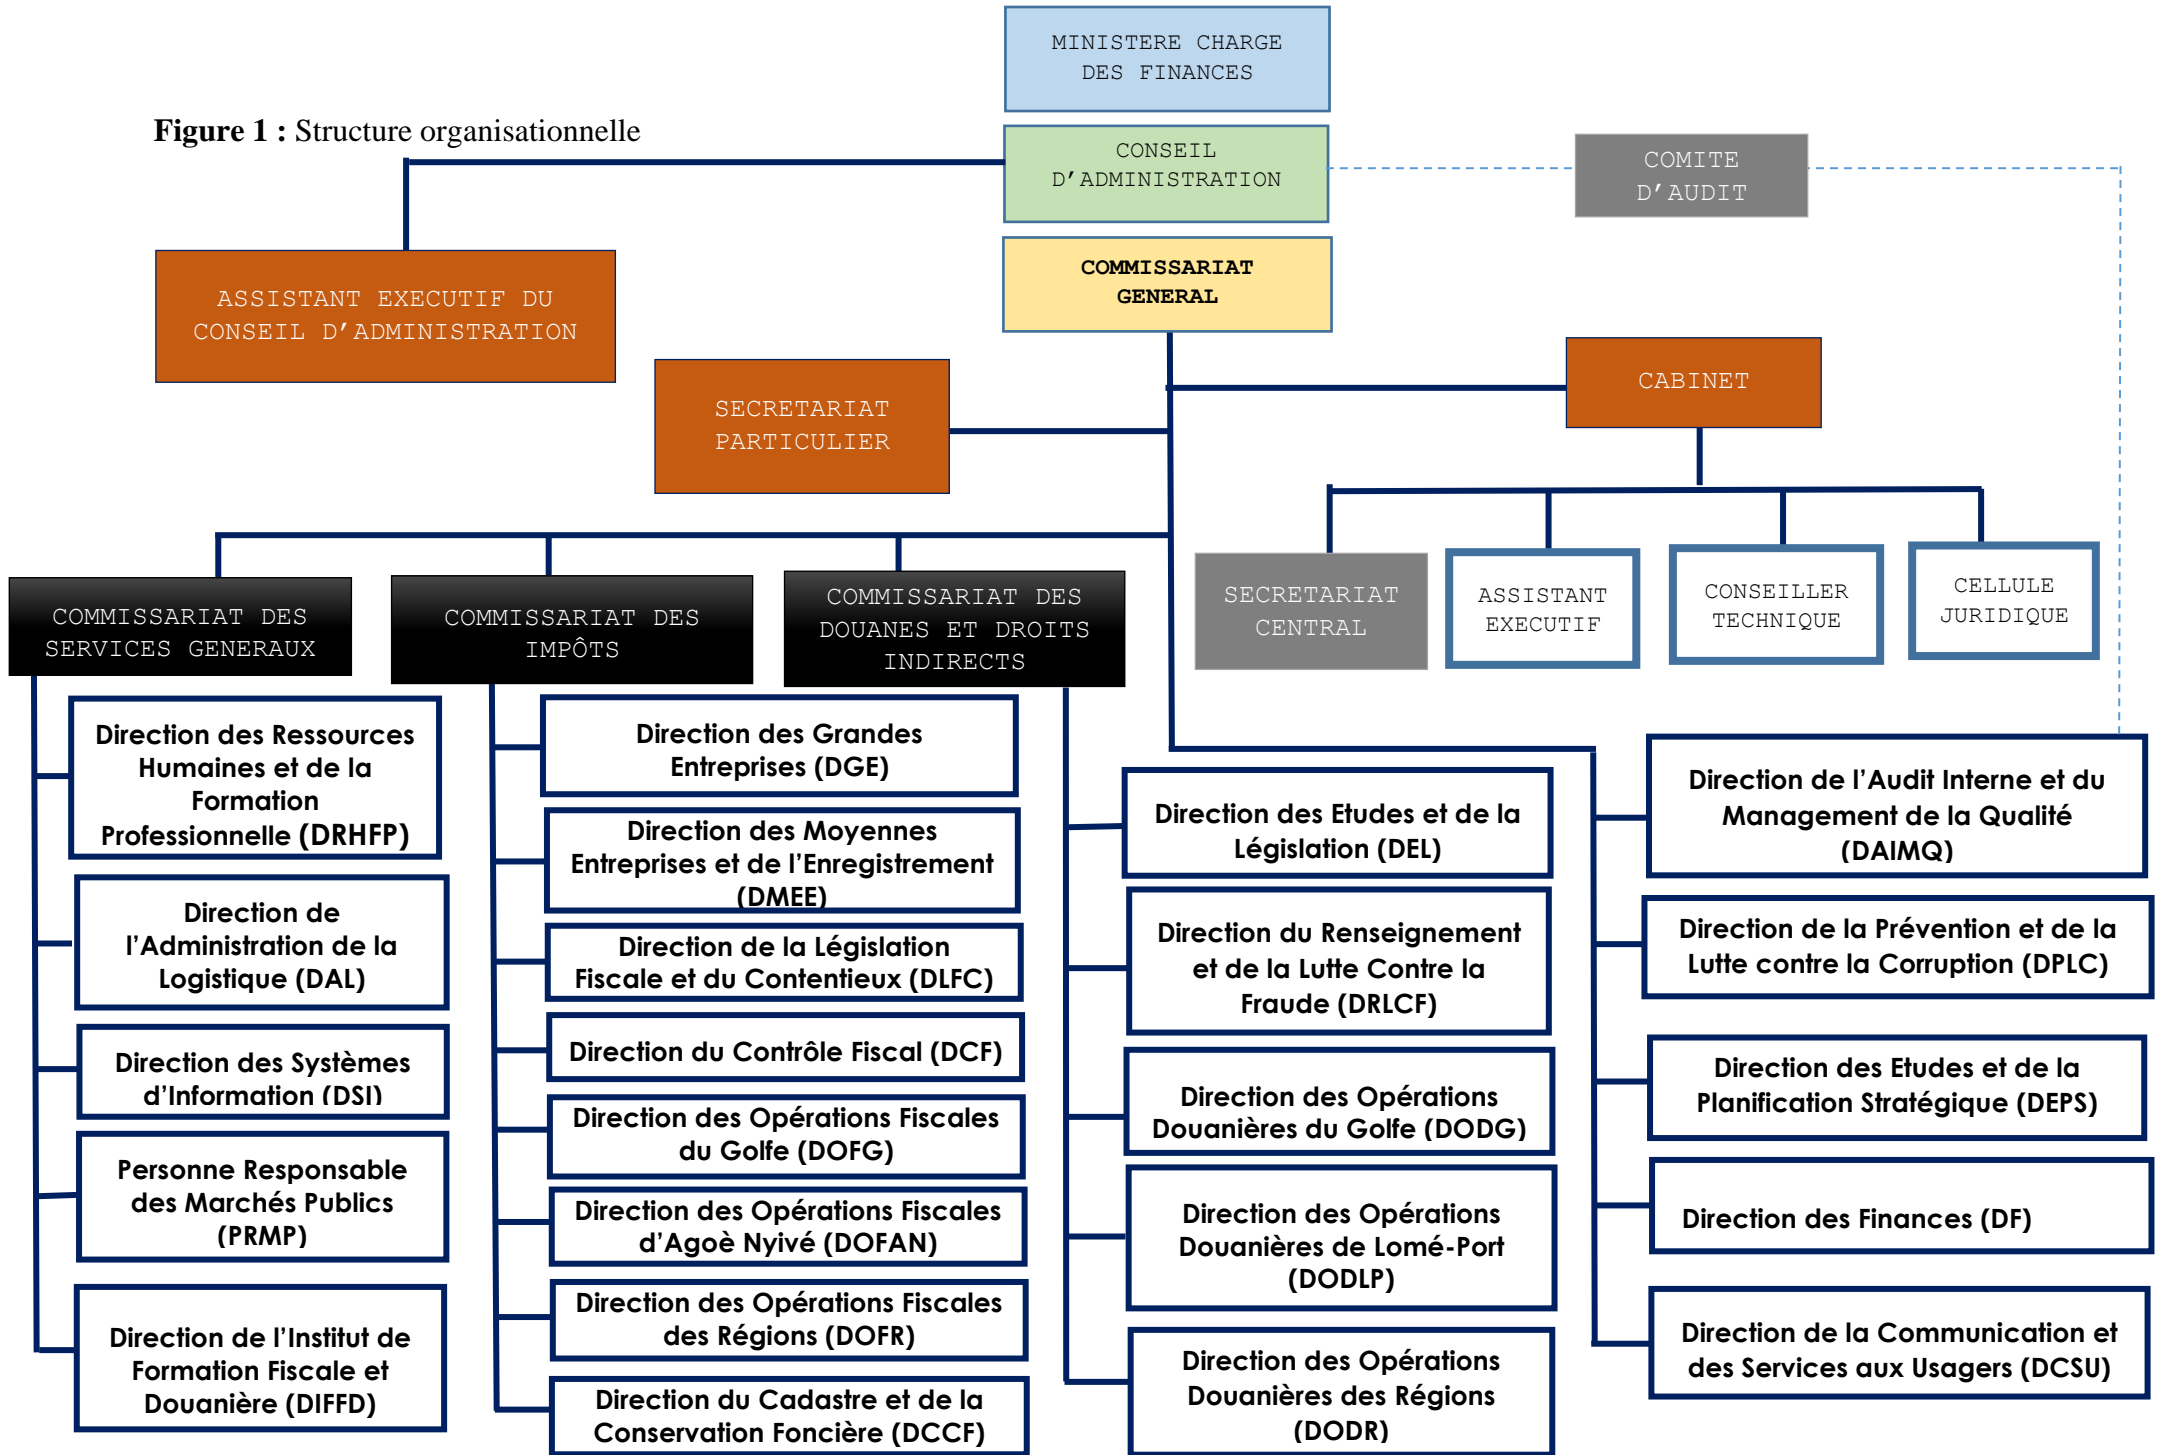 MINISTERE CHARGE
DES FINANCES
Figure 1 : Structure organisationnelle
CONSEIL
D’ADMINISTRATION
COMITE
D’AUDIT
COMMISSARIAT
GENERAL
ASSISTANT EXECUTIF DU
CONSEIL D’ADMINISTRATION
SECRETARIAT
PARTICULIER
CABINET
SECRETARIAT
CENTRAL
ASSISTANT
EXECUTIF
CONSEILLER
TECHNIQUE
CELLULE
JURIDIQUE
COMMISSARIAT DES
SERVICES GENERAUX
COMMISSARIAT DES
IMPÔTS
COMMISSARIAT DES
DOUANES ET DROITS
INDIRECTS
Direction des Ressources
Humaines et de la
Formation
Professionnelle (DRHFP)
Direction de
l’Administration de la
Logistique (DAL)
Direction des Systèmes
d’Information (DSI)
Personne Responsable
des Marchés Publics
(PRMP)
Direction de l’Institut de
Formation Fiscale et
Douanière (DIFFD)
Direction des Grandes
Entreprises (DGE)
Direction des Moyennes
Entreprises et de l’Enregistrement
(DMEE)
Direction de la Législation
Fiscale et du Contentieux (DLFC)
Direction du Contrôle Fiscal (DCF)
Direction des Opérations Fiscales
du Golfe (DOFG)
Direction des Opérations Fiscales
d’Agoè Nyivé (DOFAN)
Direction des Opérations Fiscales
des Régions (DOFR)
Direction du Cadastre et de la
Conservation Foncière (DCCF)
Direction des Etudes et de la
Législation (DEL)
Direction du Renseignement
et de la Lutte Contre la
Fraude (DRLCF)
Direction des Opérations
Douanières du Golfe (DODG)
Direction des Opérations
Douanières de Lomé-Port
(DODLP)
Direction des Opérations
Douanières des Régions
(DODR)
Direction de l’Audit Interne et du
Management de la Qualité
(DAIMQ)
Direction de la Prévention et de la
Lutte contre la Corruption (DPLC)
Direction des Etudes et de la
Planification Stratégique (DEPS)
Direction des Finances (DF)
Direction de la Communication et
des Services aux Usagers (DCSU)